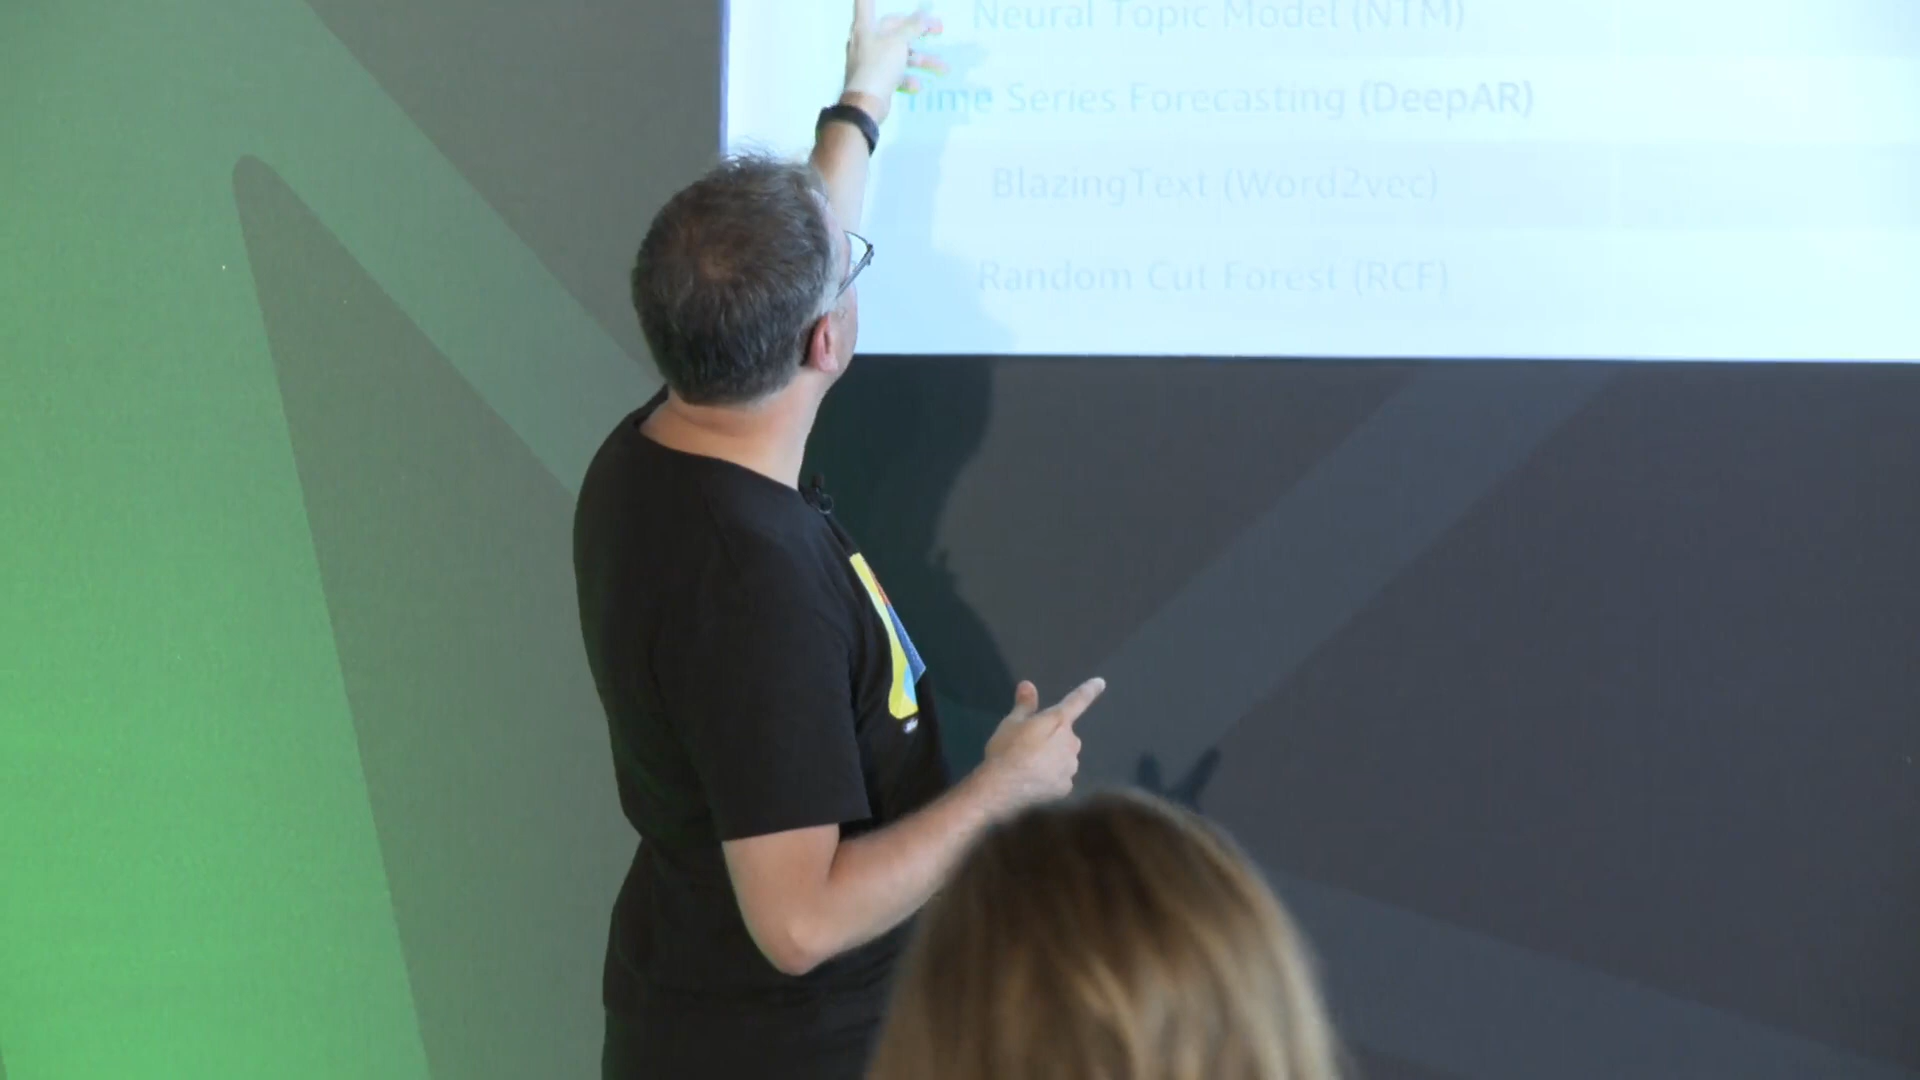 Neural Topic Model (NTM)
Time Series Forecasting (DeepAR)
BlazingText (Word2vec)
Random Cut Forest (RCF)